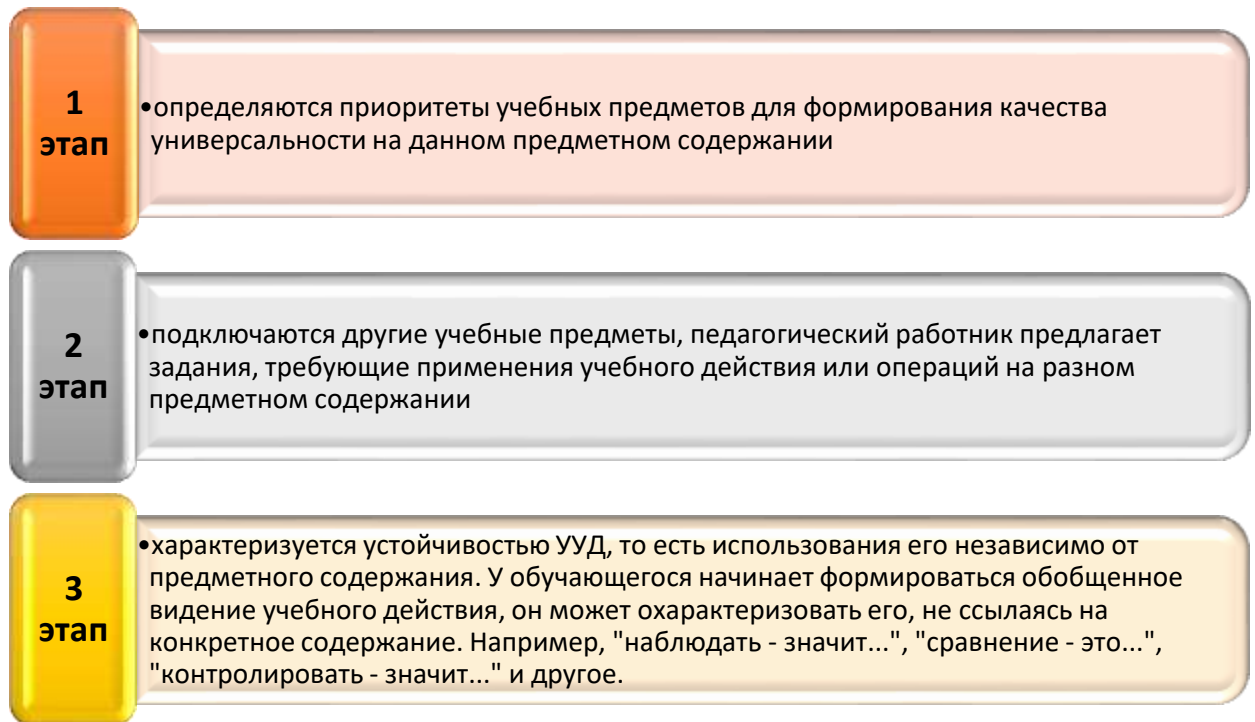 1
этап
•определяются приоритеты учебных предметов для формирования качества
универсальности на данном предметном содержании
2
этап
•подключаются другие учебные предметы, педагогический работник предлагает
задания, требующие применения учебного действия или операций на разном
предметном содержании
3
этап
•характеризуется устойчивостью УУД, то есть использования его независимо от
предметного содержания. У обучающегося начинает формироваться обобщенное
видение учебного действия, он может охарактеризовать его, не ссылаясь на
конкретное содержание. Например, "наблюдать - значит...", "сравнение - это...",
"контролировать - значит..." и другое.